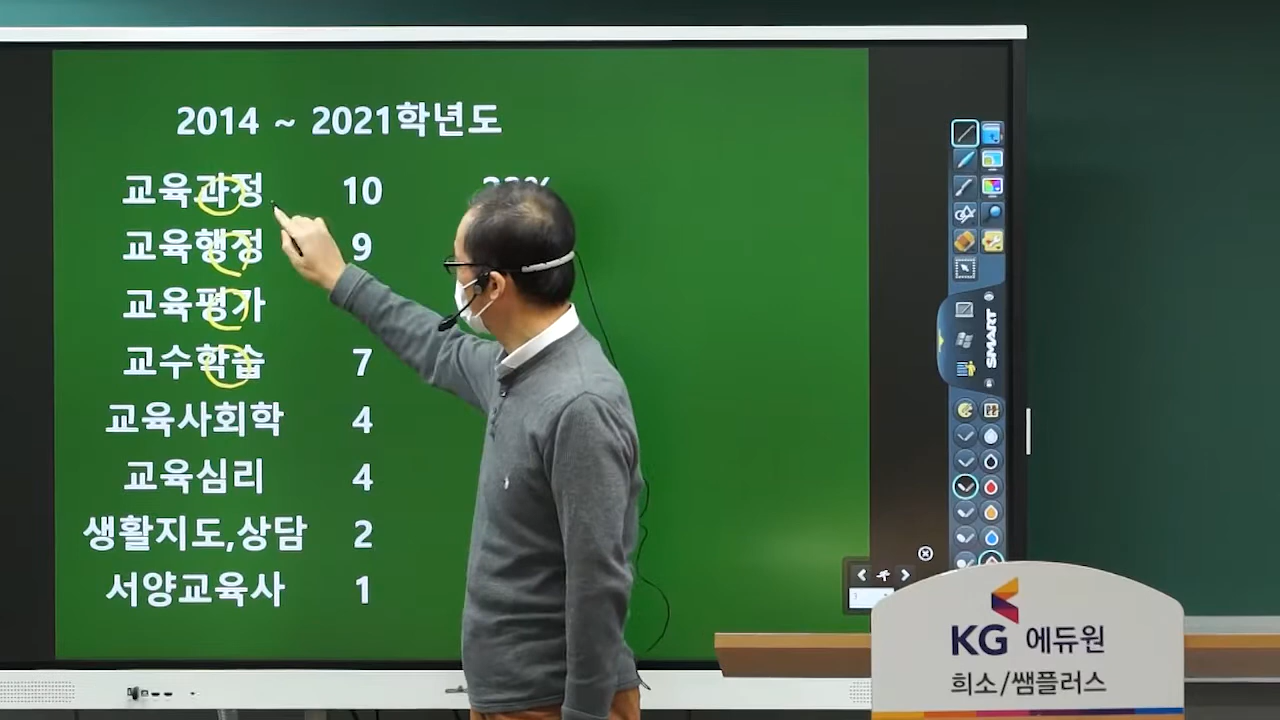 2014 ~ 2021학년도
교육과정 10
교육행정 9
교육평가
교수학습 7
교육사회학 4
교육심리 4
생활지도,상담 2
서양교육사 1
SMART
KG 에듀원
희소/쌤플러스